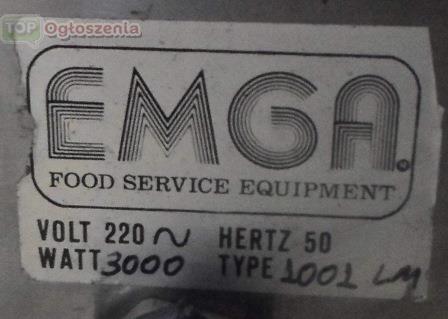 TOP Ogłoszenia
EMGA
FOOD SERVICE EQUIPMENT
VOLT 220 ~ HERTZ 50
WATT 3000 TYPE 1001 LM